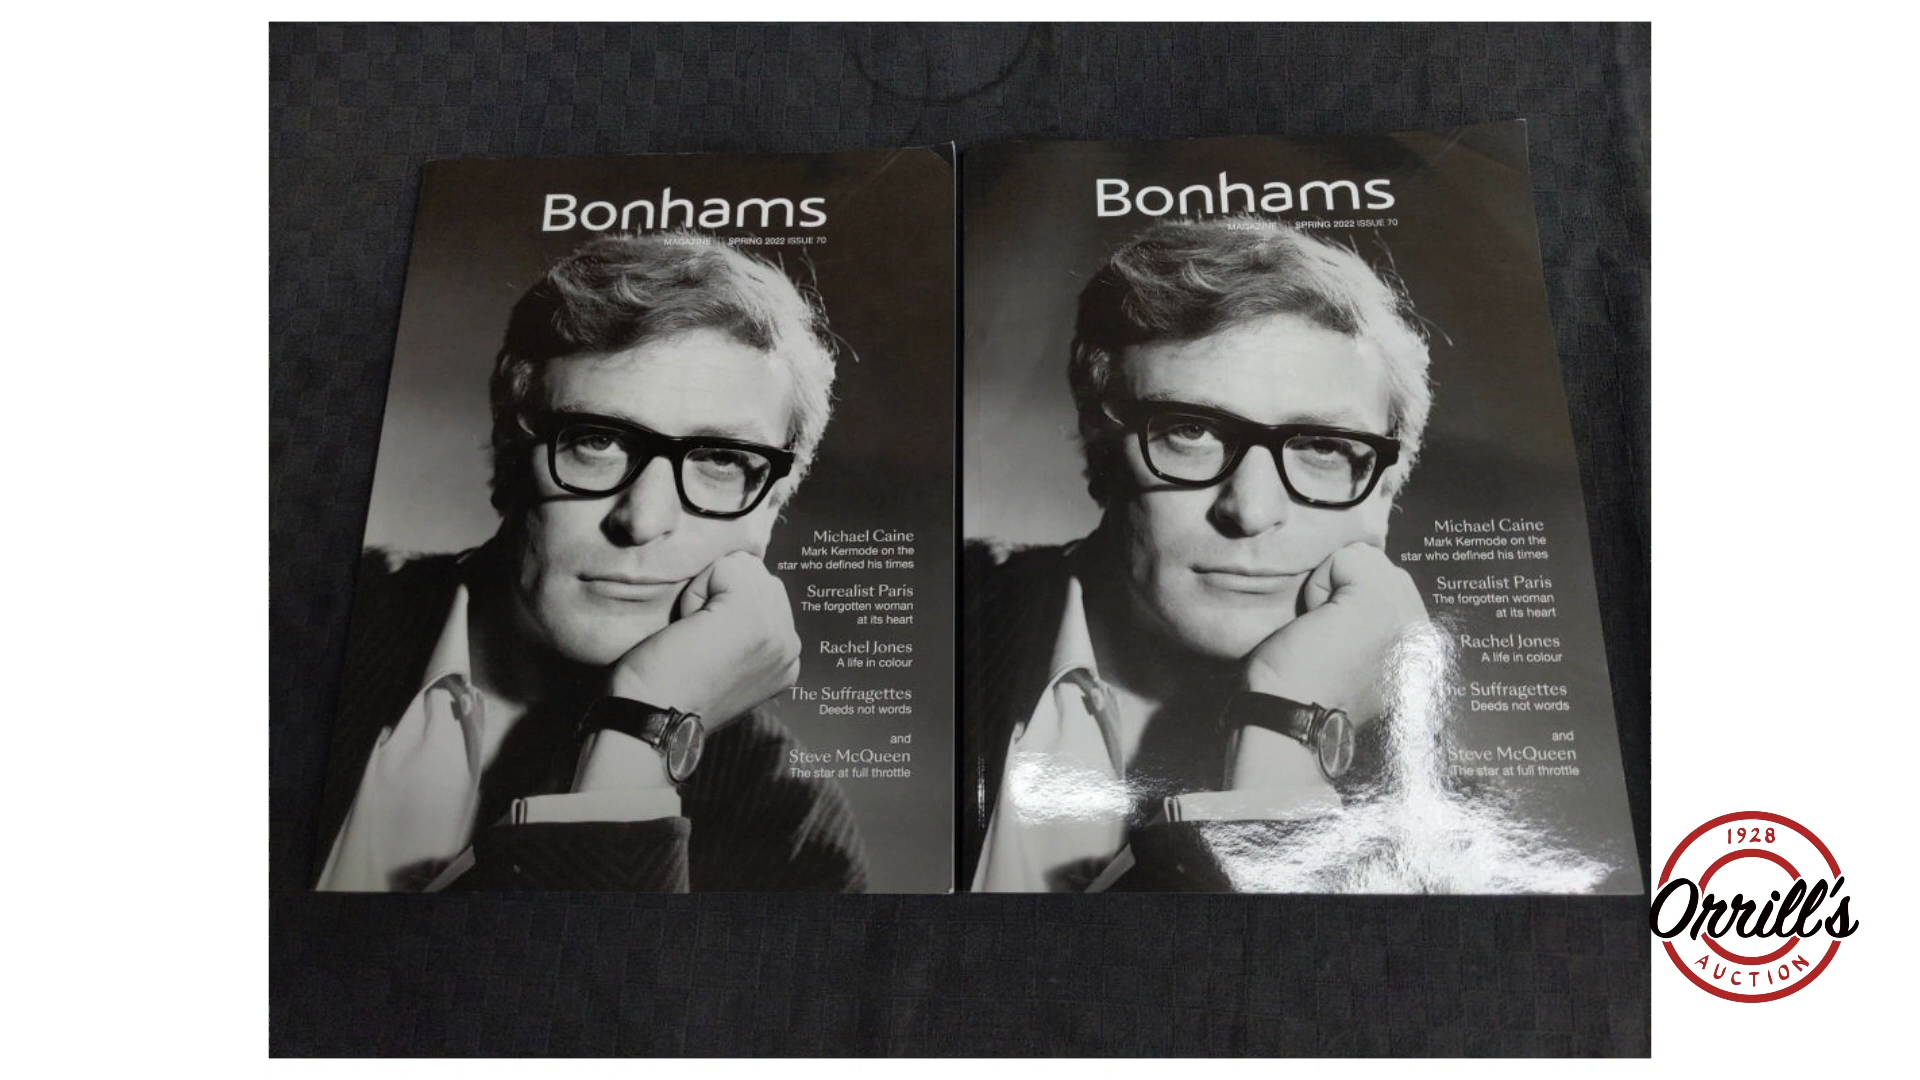 Bonhams
MAGAZINE | SPRING 2022 ISSUE 70
Michael Caine
Mark Kermode on the
star who defined his times
Surrealist Paris
The forgotten woman
at its heart
Rachel Jones
A life in colour
The Suffragettes
Deeds not words
and
Steve McQueen
The star at full throttle
Bonhams
MAGAZINE | SPRING 2022 ISSUE 70
Michael Caine
Mark Kermode on the
star who defined his times
Surrealist Paris
The forgotten woman
at its heart
Rachel Jones
A life in colour
The Suffragettes
Deeds not words
and
Steve McQueen
The star at full throttle
1928
Orrill's
AUCTION